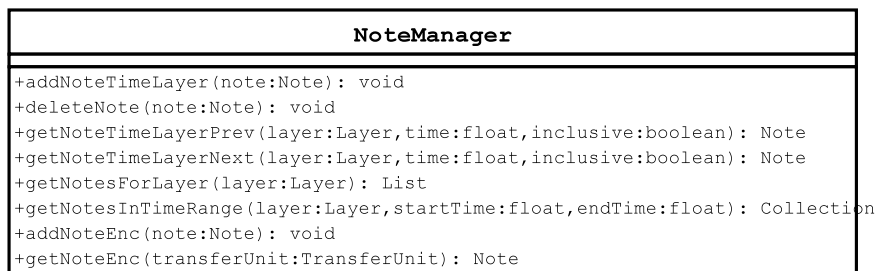 NoteManager
+addNoteTimeLayer(note:Note): void
+deleteNote(note:Note): void
+getNoteTimeLayerPrev(layer:Layer,time:float,inclusive:boolean): Note
+getNoteTimeLayerNext(layer:Layer,time:float,inclusive:boolean): Note
+getNotesForLayer(layer:Layer): List
+getNotesInTimeRange(layer:Layer,startTime:float,endTime:float): Collection
+addNoteEnc(note:Note): void
+getNoteEnc(transferUnit:TransferUnit): Note